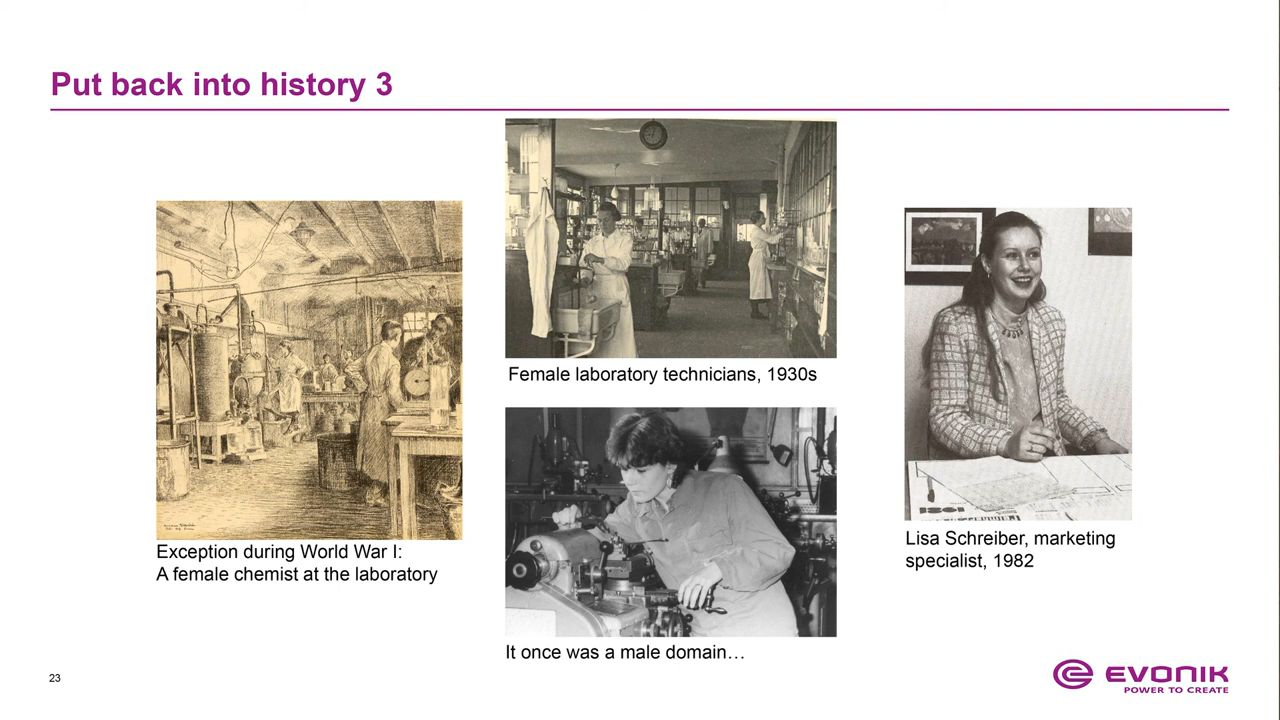 Put back into history 3
Exception during World War I:
A female chemist at the laboratory
Female laboratory technicians, 1930s
It once was a male domain…
Lisa Schreiber, marketing
specialist, 1982
23
EVONIK
POWER TO CREATE